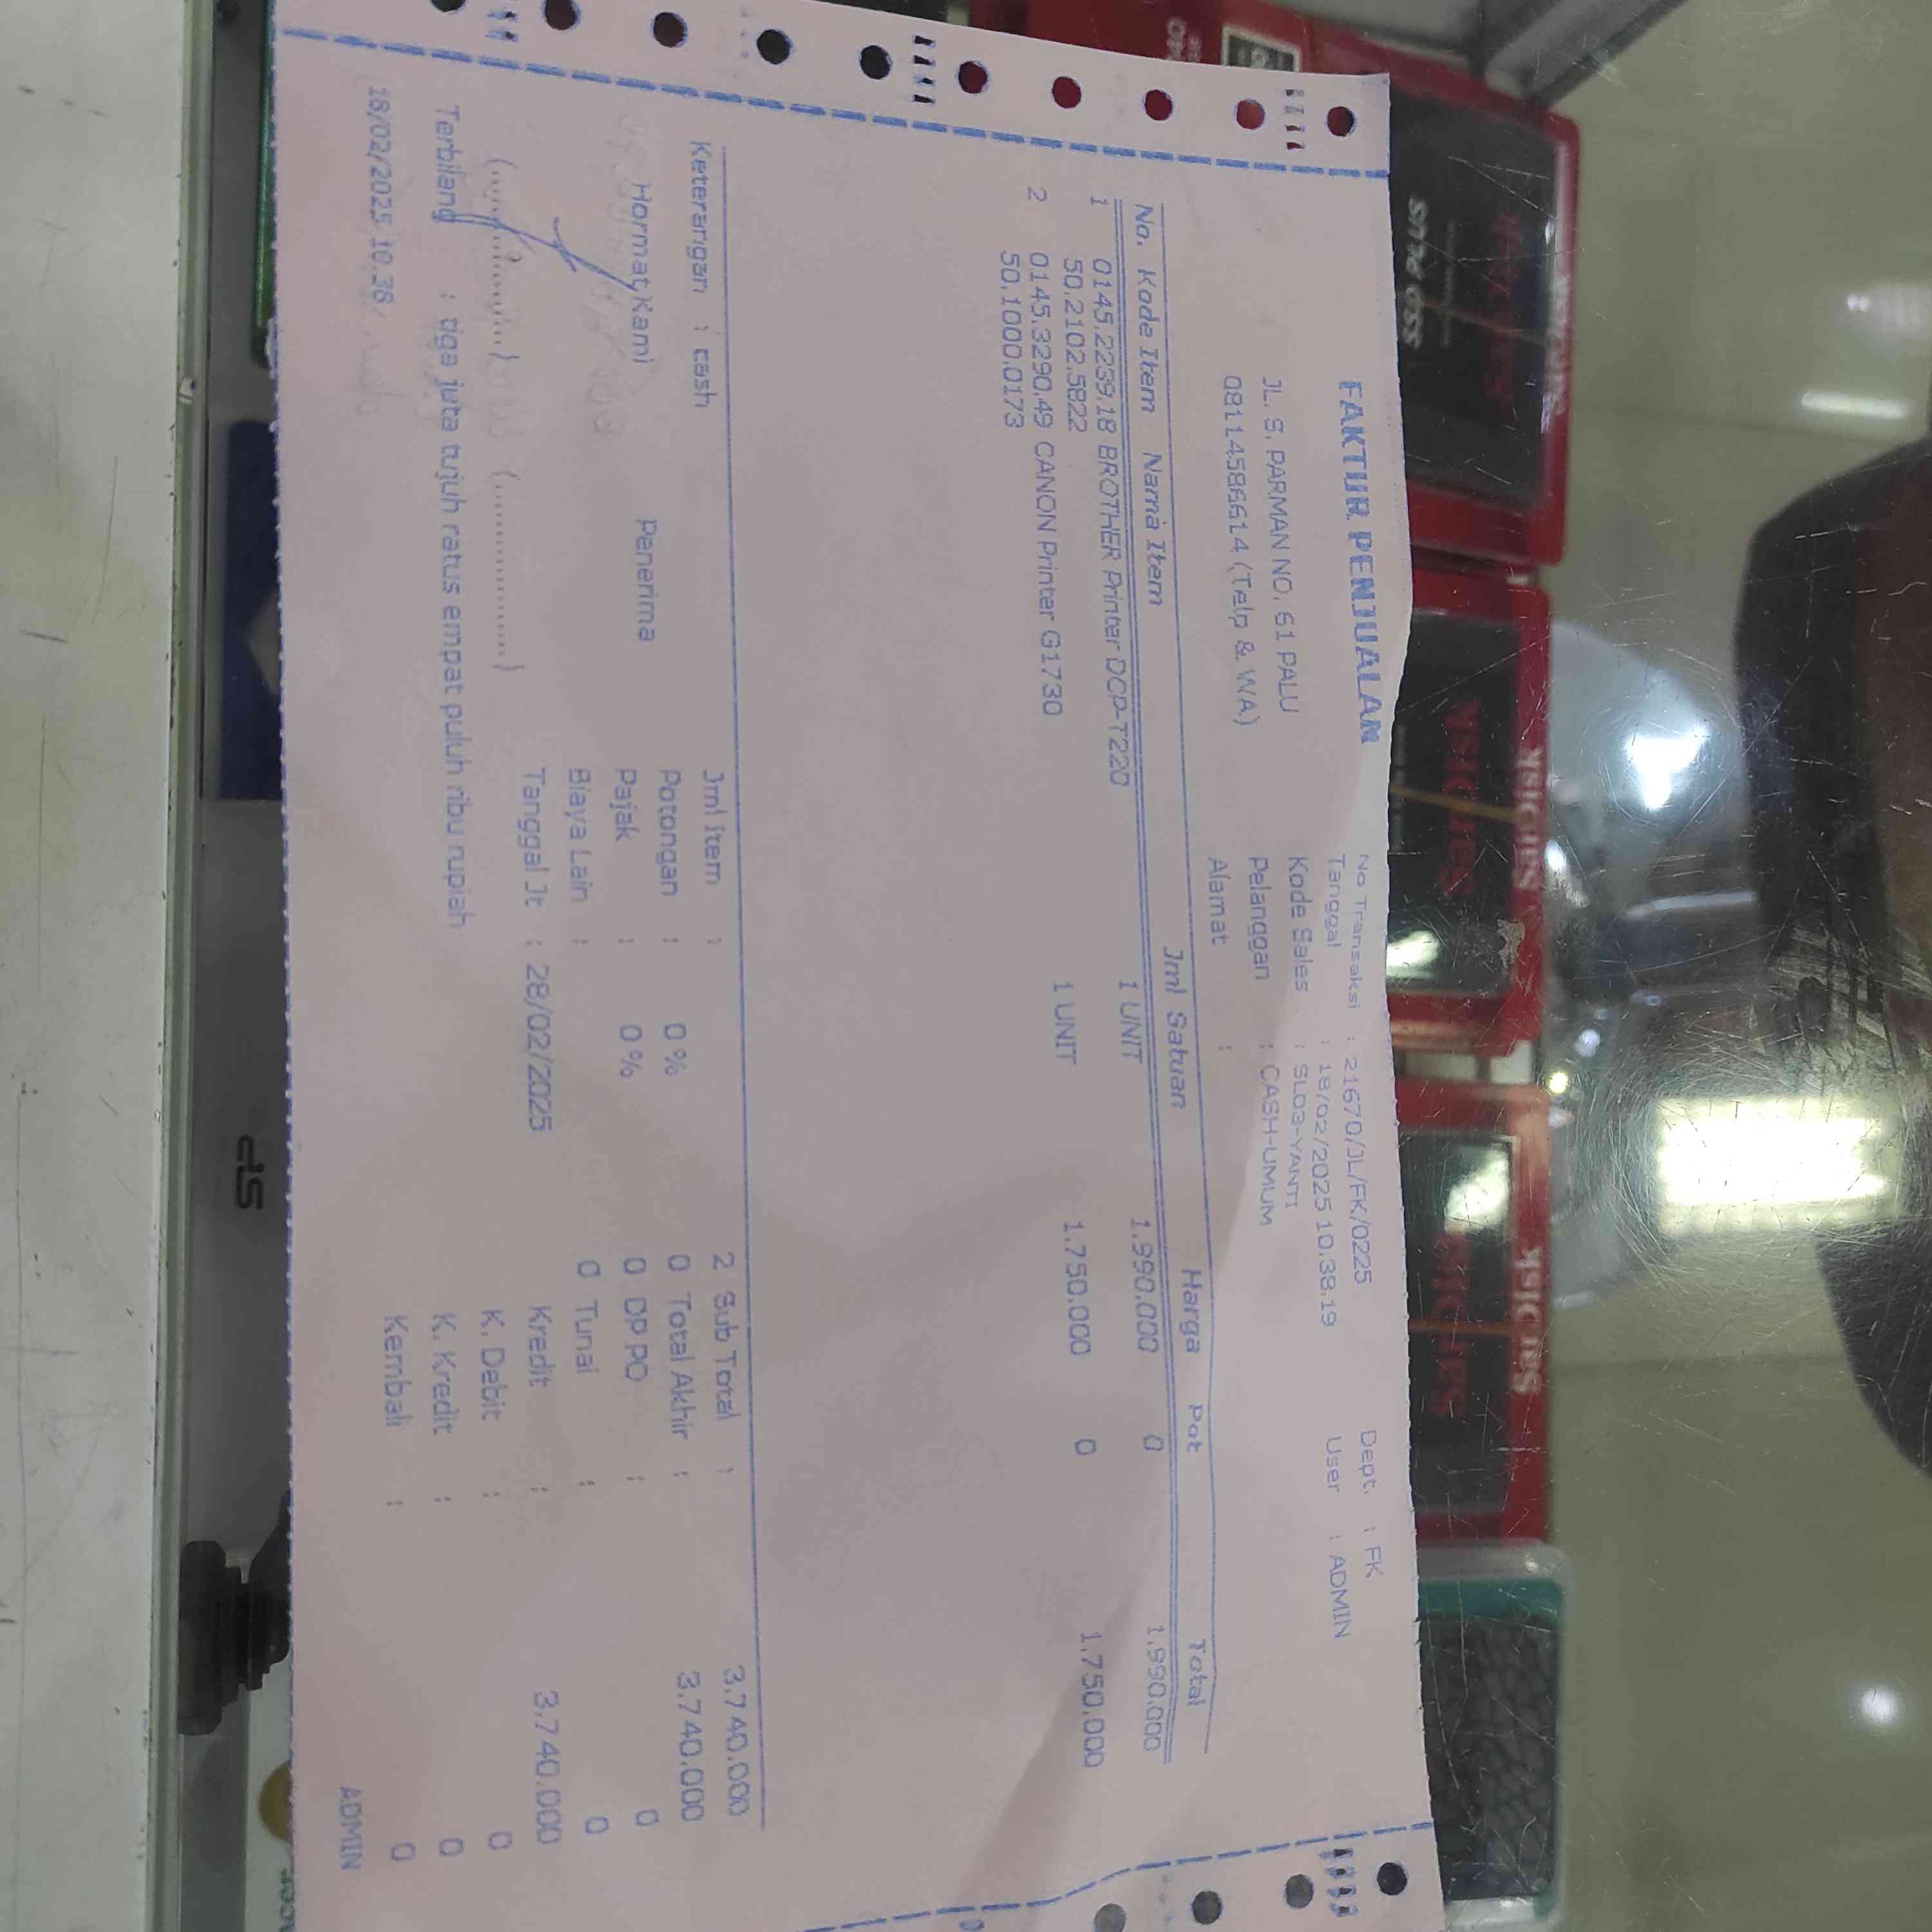 FAKTUR PENJUALAN
JL. S. PARMAN NO. 61 PALU
08114586614 (Telp & WA)
No Transaksi : 21670/JL/FK/0225
Tanggal : 18/02/2025 10.38.19
Kode Sales : SL03-YANTI
Pelanggan : CASH-UMUM
Alamat :
Dept. : FK
User : ADMIN
No. Kode Item Nama Item Jml Satuan Harga Pot Total
1 0145.2239.18 BROTHER Printer DCP-T220 1 UNIT 1.990.000 0 1.990.000
50.2102.5822
2 0145.3290.49 CANON Printer G1730 1 UNIT 1.750.000 0 1.750.000
50.1000.0173
Keterangan : cash
Hormat Kami Penerima
(................) (................)
Jml item : 2
Potongan : 0 % 0
Pajak : 0 % 0
Biaya Lain : 0
Tanggal Jt : 28/02/2025
Sub Total : 3.740.000
Total Akhir : 3.740.000
DP PO : 0
Tunai : 0
Kredit : 3.740.000
K. Debit : 0
K. Kredit : 0
Kembali : 0
Terbilang : tiga juta tujuh ratus empat puluh ribu rupiah
18/02/2025 10.38
ADMIN
SanDisk
SanDisk
SanDisk
SanDisk
SanDisk
SSD PLUS